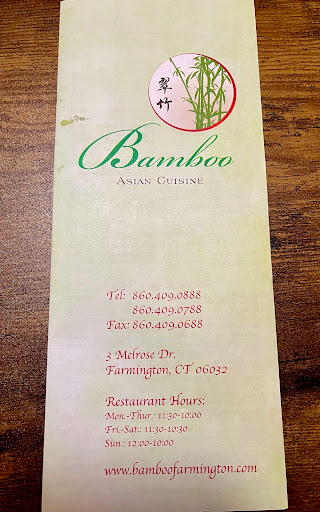 翠
竹
Bamboo
ASIAN CUISINE
Tel: 860.409.0888
860.409.0788
Fax: 860.409.0688
3 Melrose Dr.
Farmington, CT 06032
Restaurant Hours:
Mon.-Thur.: 11:30-10:00
Fri.-Sat.: 11:30-10:30
Sun.: 12:00-10:00
www.bamboofarmington.com